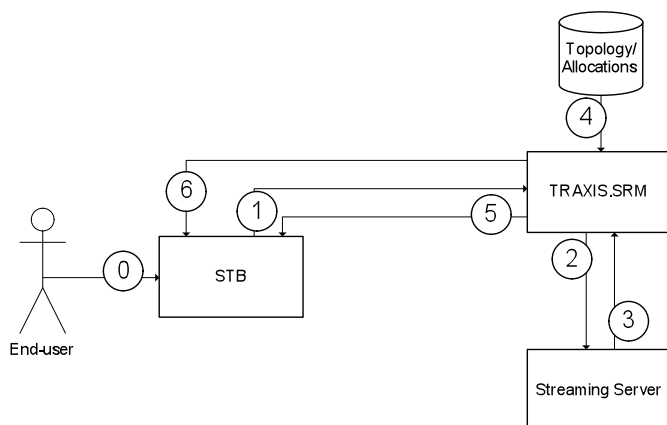 Topology/
Allocations
4
6
1
TRAXIS.SRM
5
0
STB
2
3
End-user
Streaming Server